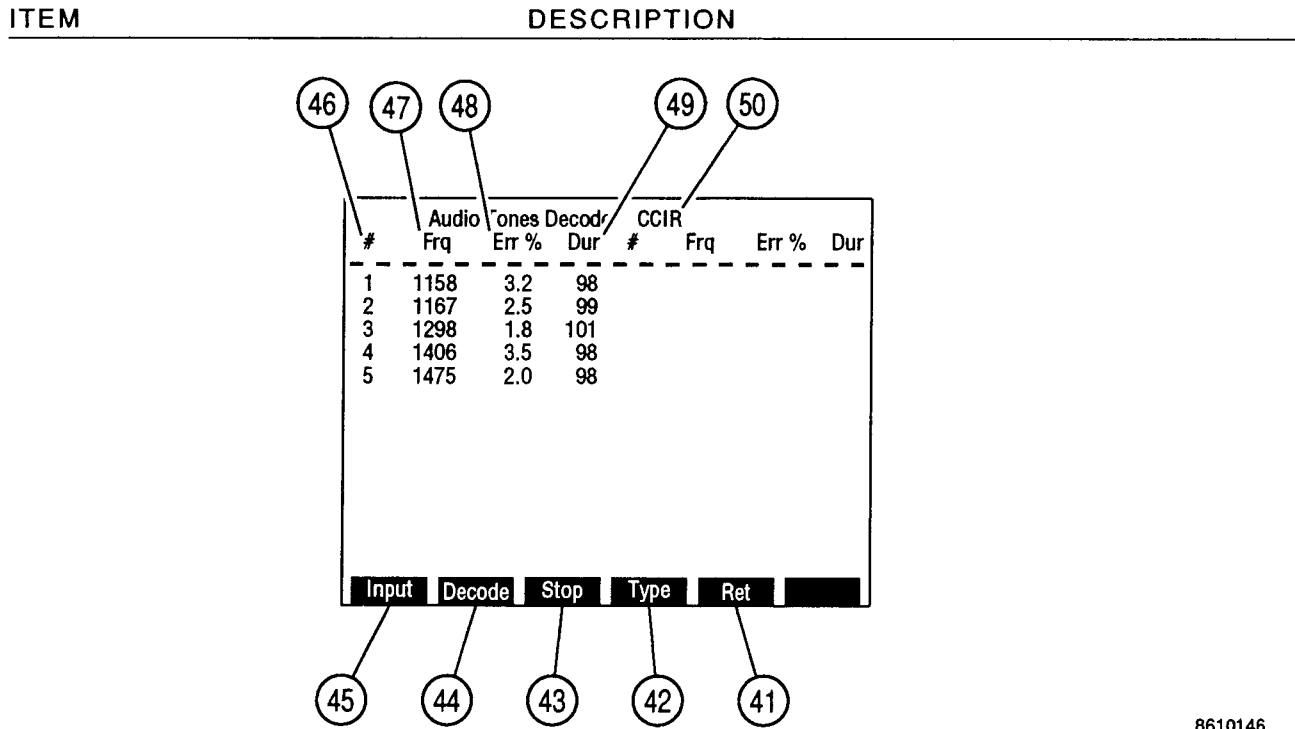 ITEM DESCRIPTION
46 47 48 49 50
Audio Tones Decode CCIR
# Frq Err % Dur # Frq Err % Dur
1 1158 3.2 98
2 1167 2.5 99
3 1298 1.8 101
4 1406 3.5 98
5 1475 2.0 98
Input Decode Stop Type Ret
45 44 43 42 41
8610146